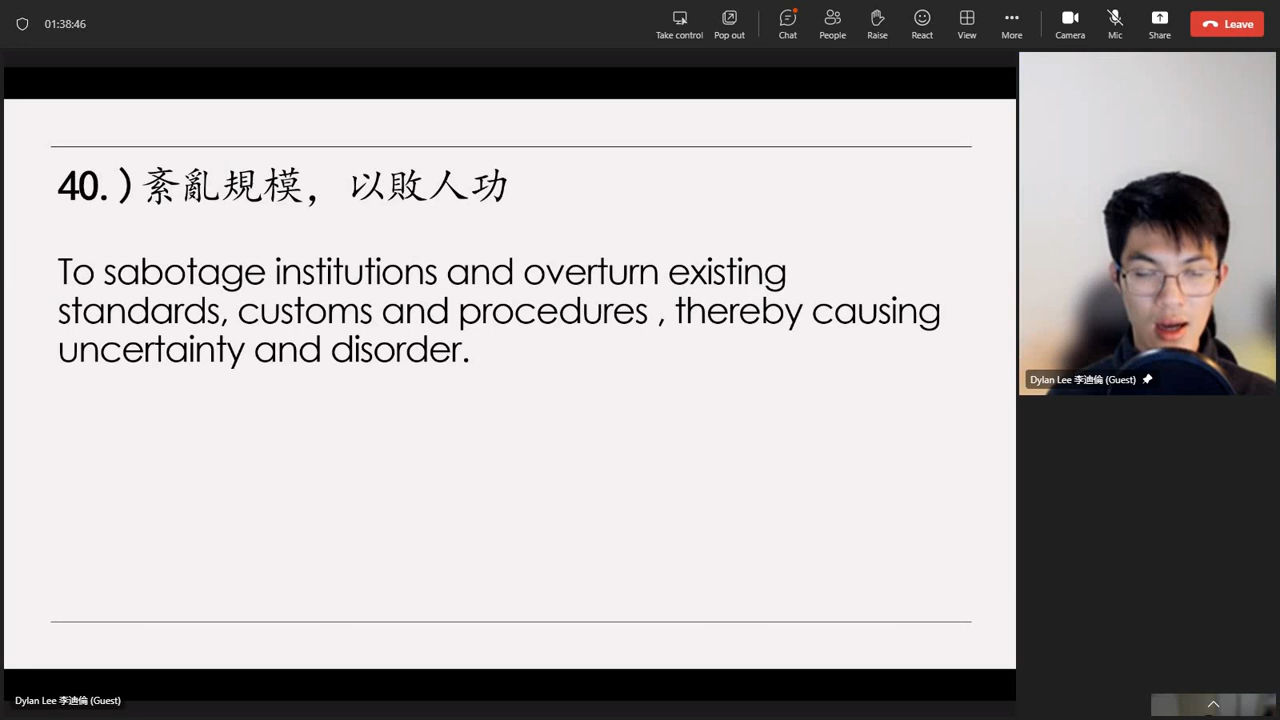 01:38:46
Take control
Pop out
Chat
People
Raise
React
View
More
Camera
Mic
Share
Leave
40. ) 紊亂規模，以敗人功
To sabotage institutions and overturn existing
standards, customs and procedures , thereby causing
uncertainty and disorder.
Dylan Lee 李迪倫 (Guest)
Dylan Lee 李迪倫 (Guest)